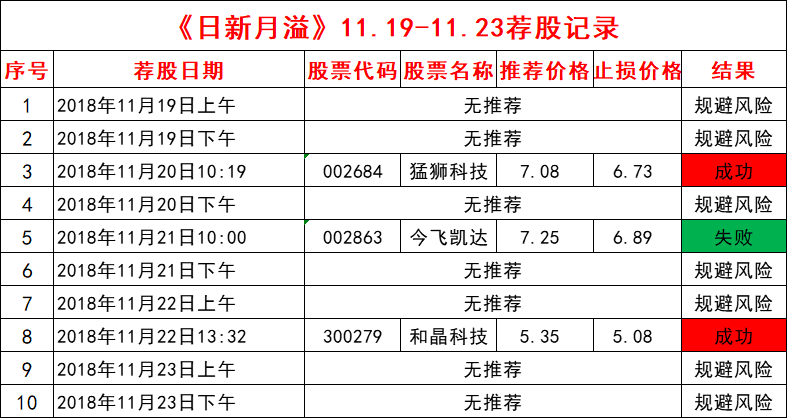 《日新月溢》11.19-11.23荐股记录
序号 荐股日期 股票代码 股票名称 推荐价格 止损价格 结果
1 2018年11月19日上午 无推荐 规避风险
2 2018年11月19日下午 无推荐 规避风险
3 2018年11月20日10:19 002684 猛狮科技 7.08 6.73 成功
4 2018年11月20日下午 无推荐 规避风险
5 2018年11月21日10:00 002863 今飞凯达 7.25 6.89 失败
6 2018年11月21日下午 无推荐 规避风险
7 2018年11月22日上午 无推荐 规避风险
8 2018年11月22日13:32 300279 和晶科技 5.35 5.08 成功
9 2018年11月23日上午 无推荐 规避风险
10 2018年11月23日下午 无推荐 规避风险